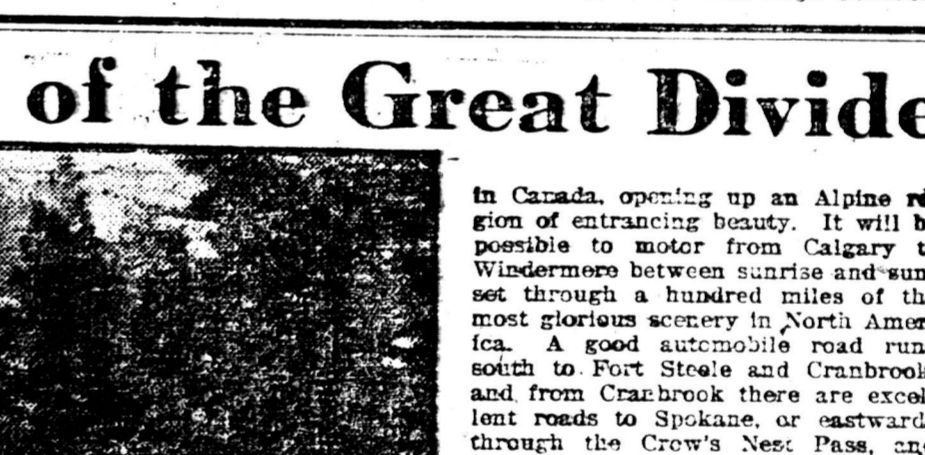 of the Great Divide
in Canada, opening up an Alpine re
gion of entrancing beauty. It will b
possible to motor from Calgary t
Windermere between sunrise and sun
set through a hundred miles of th
most glorious scenery in North Amer
ica. A good automobile road run
south to Fort Steele and Cranbrook
and from Cranbrook there are excel
lent roads to Spokane, or eastward
through the Crow's Nest Pass, an